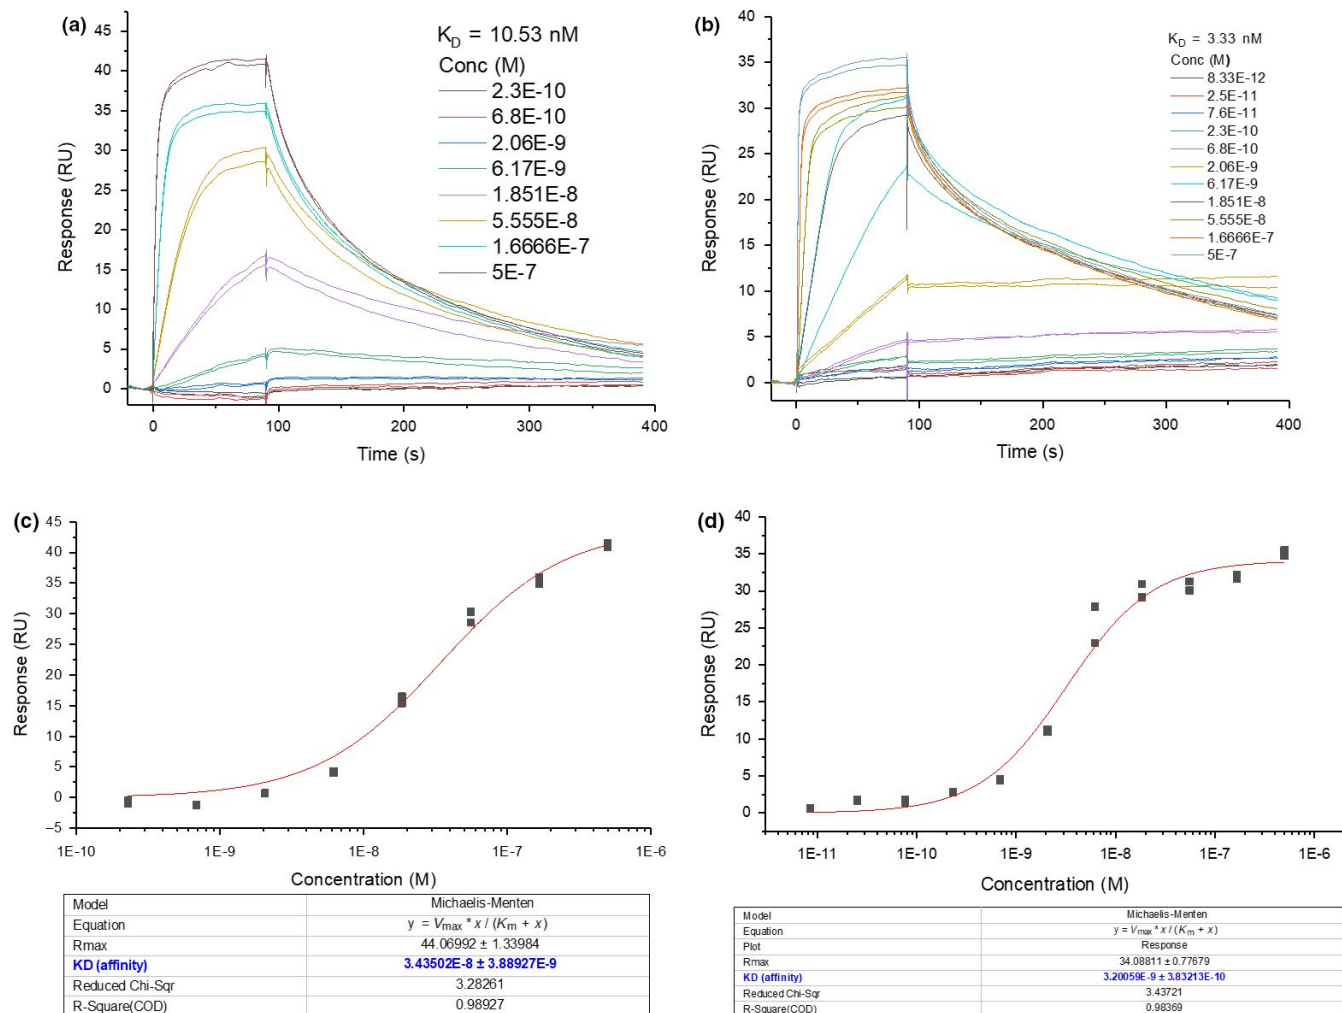 (a)
K_D = 10.53 nM
Conc (M)
2.3E-10
6.8E-10
2.06E-9
6.17E-9
1.851E-8
5.555E-8
1.6666E-7
5E-7
45
40
35
30
25
20
15
10
5
0
Response (RU)
0 100 200 300 400
Time (s)
(b)
K_D = 3.33 nM
Conc (M)
8.33E-12
2.5E-11
7.6E-11
2.3E-10
6.8E-10
2.06E-9
6.17E-9
1.851E-8
5.555E-8
1.6666E-7
5E-7
40
35
30
25
20
15
10
5
0
Response (RU)
0 100 200 300 400
Time (s)
(c)
45
40
35
30
25
20
15
10
5
0
−5
Response (RU)
1E-10 1E-9 1E-8 1E-7 1E-6
Concentration (M)
Model Michaelis-Menten
Equation y = Vmax * x / (Km + x)
Rmax 44.06992 ± 1.33984
KD (affinity) 3.43502E-8 ± 3.88927E-9
Reduced Chi-Sqr 3.28261
R-Square(COD) 0.98927
(d)
40
35
30
25
20
15
10
5
0
Response (RU)
1E-11 1E-10 1E-9 1E-8 1E-7 1E-6
Concentration (M)
Model Michaelis-Menten
Equation y = Vmax * x / (Km + x)
Plot Response
Rmax 34.08811 ± 0.77679
KD (affinity) 3.20059E-9 ± 3.83213E-10
Reduced Chi-Sqr 3.43721
R-Square(COD) 0.98369